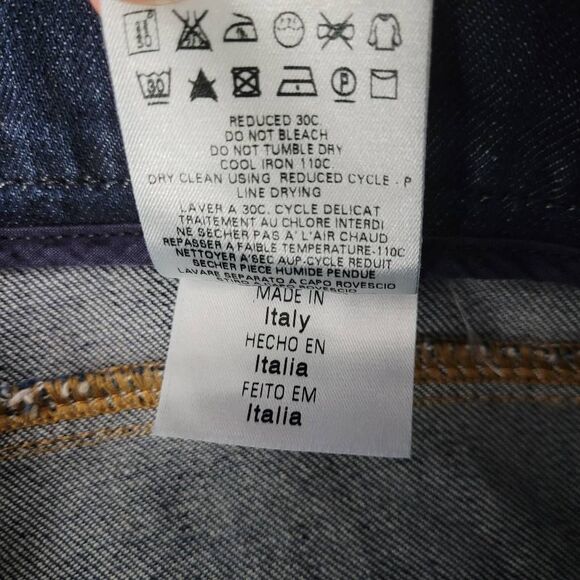 30
P
REDUCED 30C.
DO NOT BLEACH
DO NOT TUMBLE DRY
COOL IRON 110C.
DRY CLEAN USING REDUCED CYCLE - P
LINE DRYING
LAVER A 30C. CYCLE DELICAT
TRAITEMENT AU CHLORE INTERDI
NE SECHER PAS A L'AIR CHAUD
REPASSER A FAIBLE TEMPERATURE-110C
NETTOYER A'SEC AUP-CYCLE REDUIT
SECHER PIECE HUMIDE PENDUE
LAVARE SEPARATO A CAPO ROVESCIO
A CAPO ROVESCIO
MADE IN
Italy
HECHO EN
Italia
FEITO EM
Italia